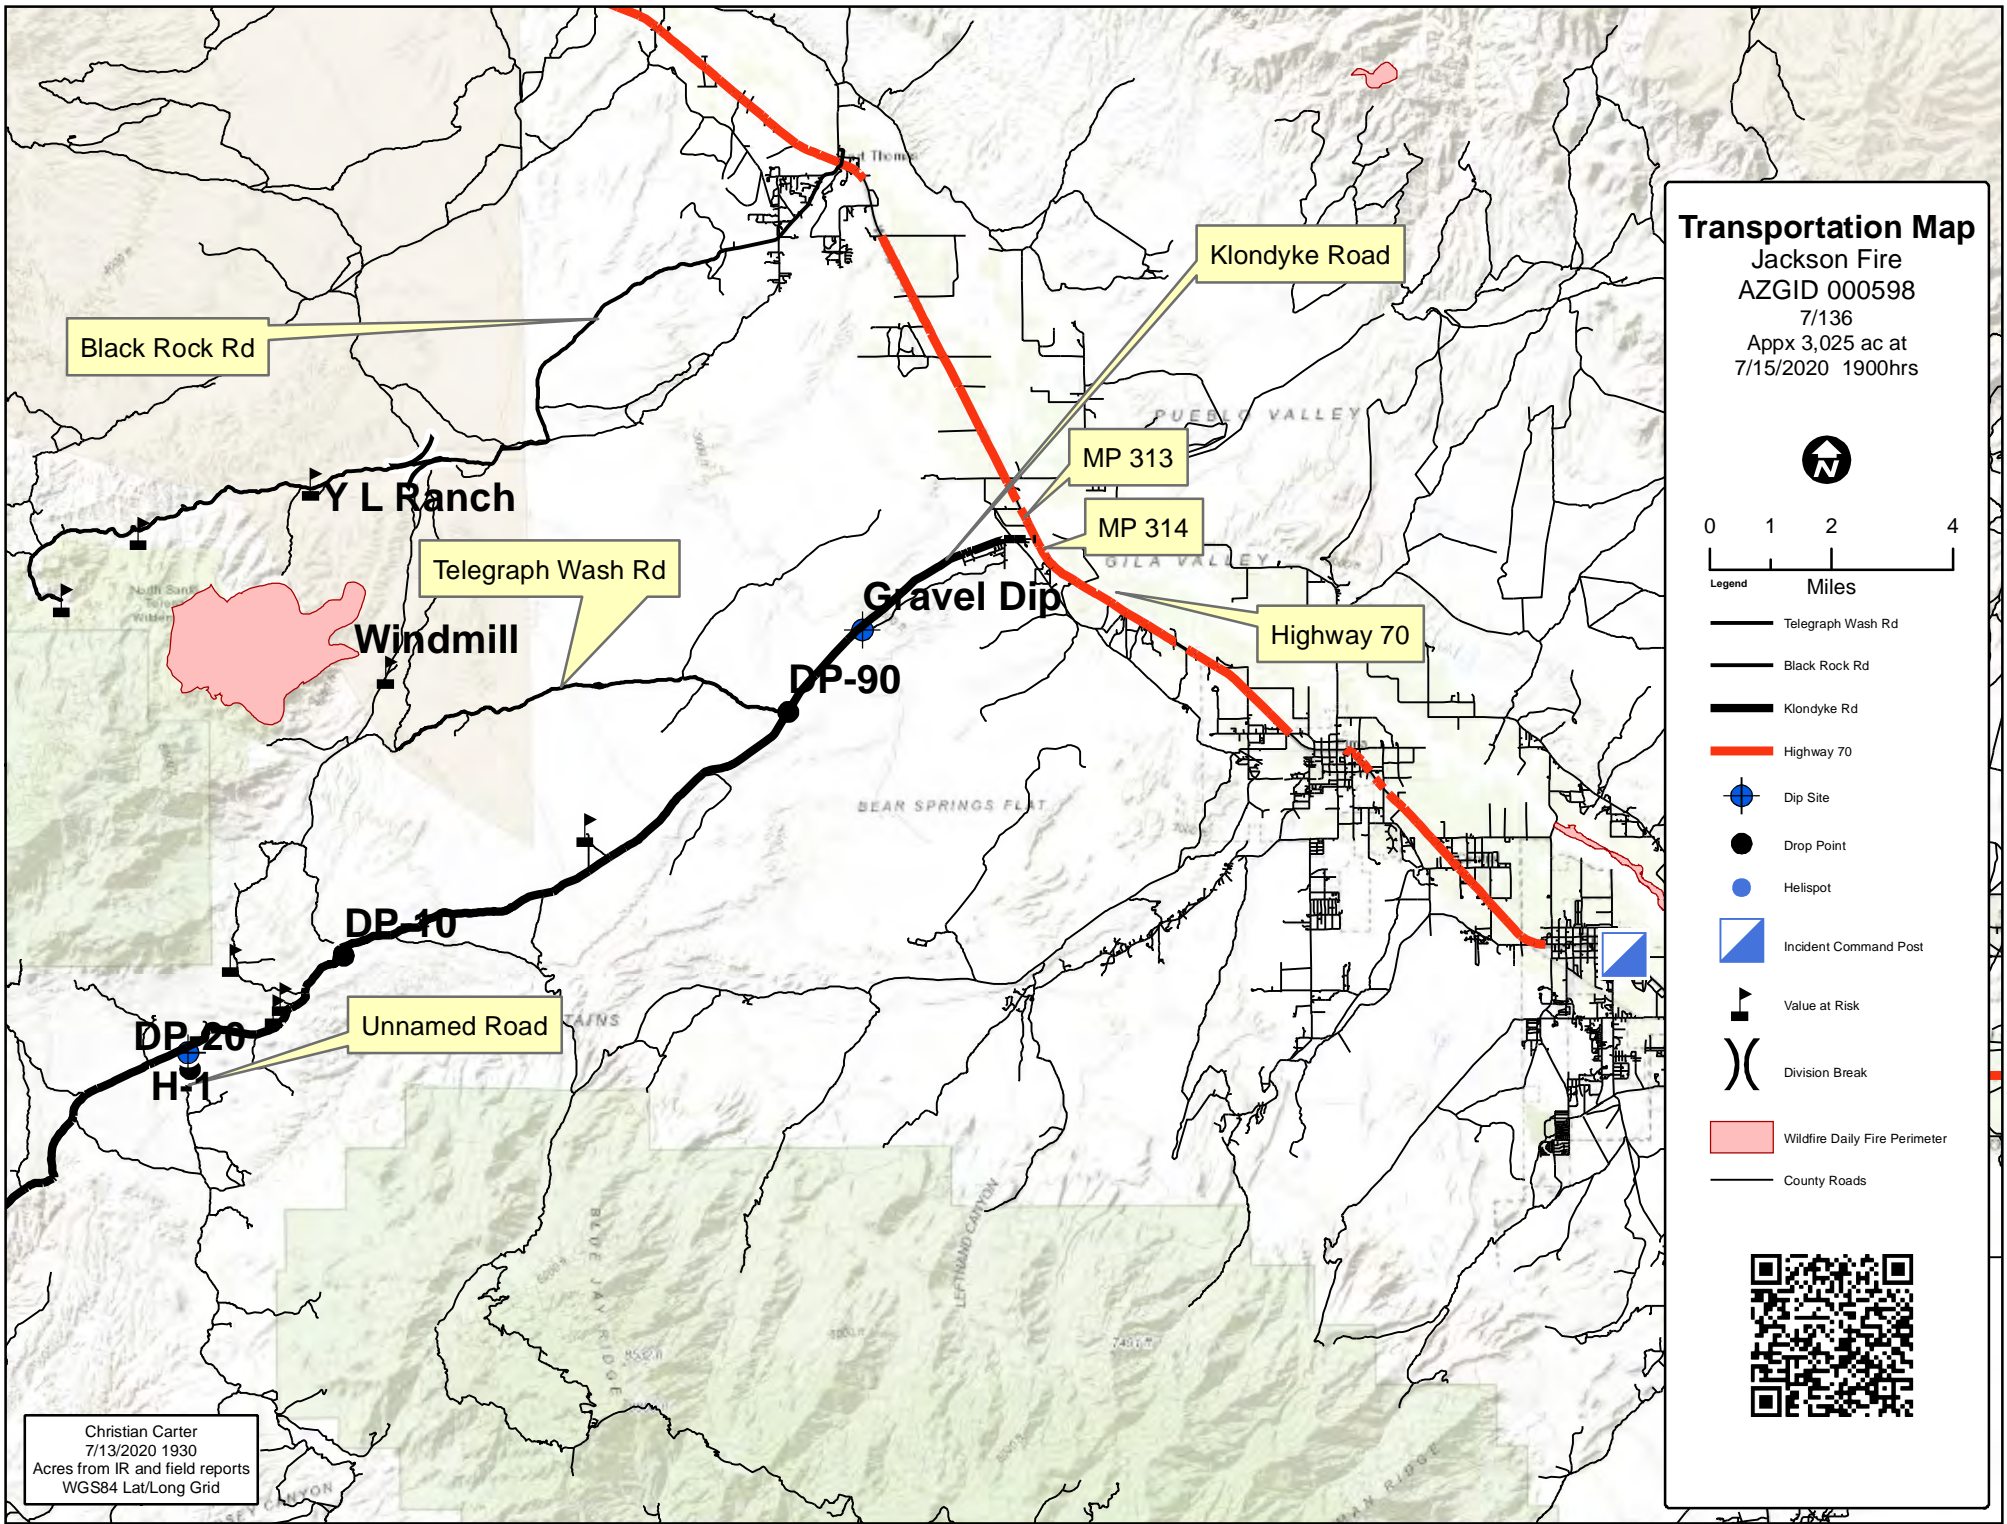 Black Rock Rd
Klondyke Road
PUEBLO VALLEY
MP 313
MP 314
GILA VALLEY
Y L Ranch
Telegraph Wash Rd
Gravel Dip
Highway 70
Windmill
DP-90
BEAR SPRINGS FLAT
DP-10
DP-20
H-1
Unnamed Road
TAINS
BLUE JAY RIDGE
LEFTHAND CANYON
Christian Carter
7/13/2020 1930
Acres from IR and field reports
WGS84 Lat/Long Grid
Transportation Map
Jackson Fire
AZGID 000598
7/136
Appx 3,025 ac at
7/15/2020 1900hrs
N
0 1 2 4
Miles
Legend
Telegraph Wash Rd
Black Rock Rd
Klondyke Rd
Highway 70
Dip Site
Drop Point
Helispot
Incident Command Post
Value at Risk
Division Break
Wildfire Daily Fire Perimeter
County Roads